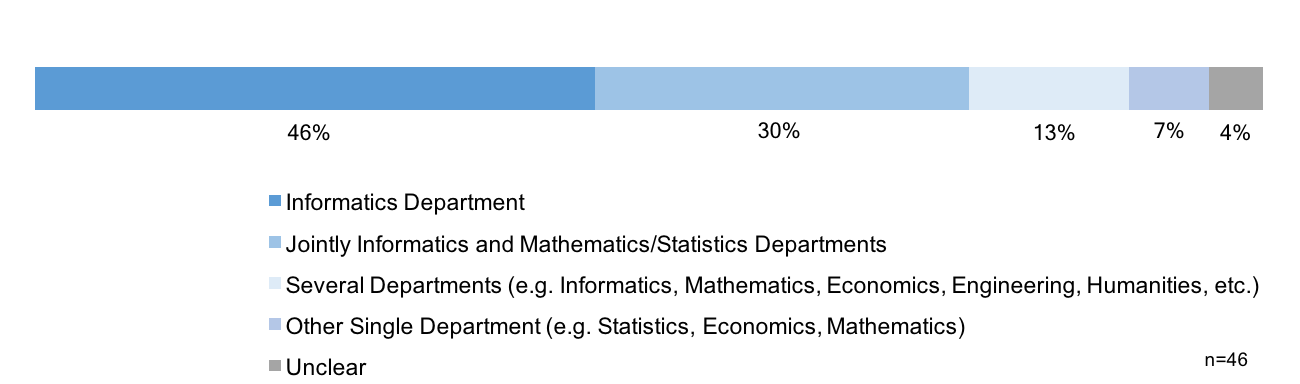 46%
30%
13%
7%
4%
Informatics Department
Jointly Informatics and Mathematics/Statistics Departments
Several Departments (e.g. Informatics, Mathematics, Economics, Engineering, Humanities, etc.)
Other Single Department (e.g. Statistics, Economics, Mathematics)
Unclear
n=46